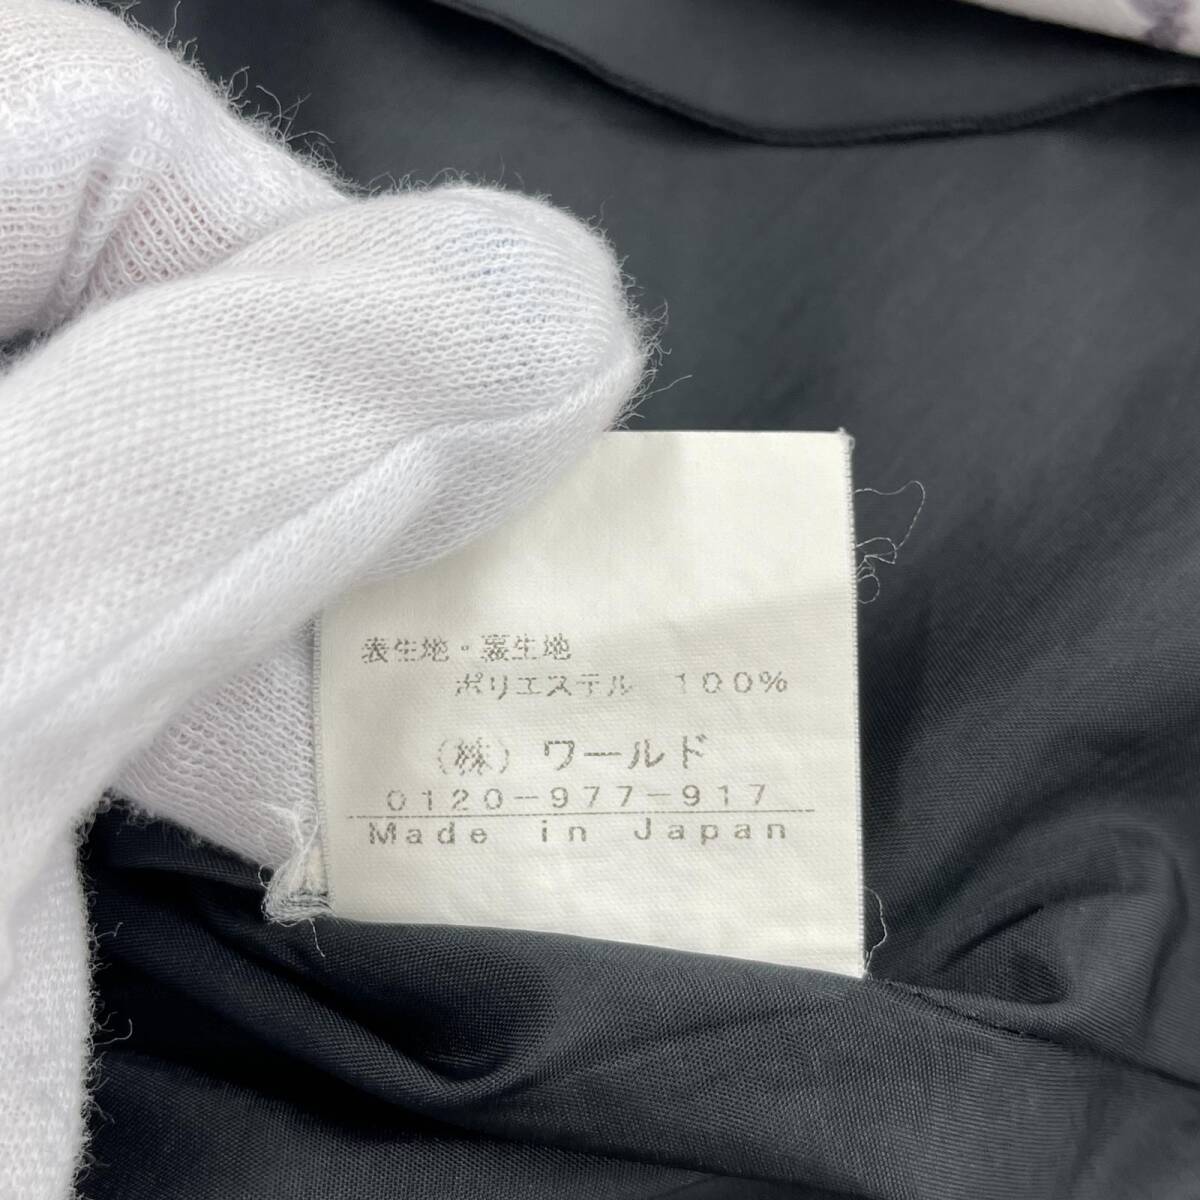 表生地・裏生地
ポリエステル 100%
(株)ワールド
0120-977-917
Made in Japan